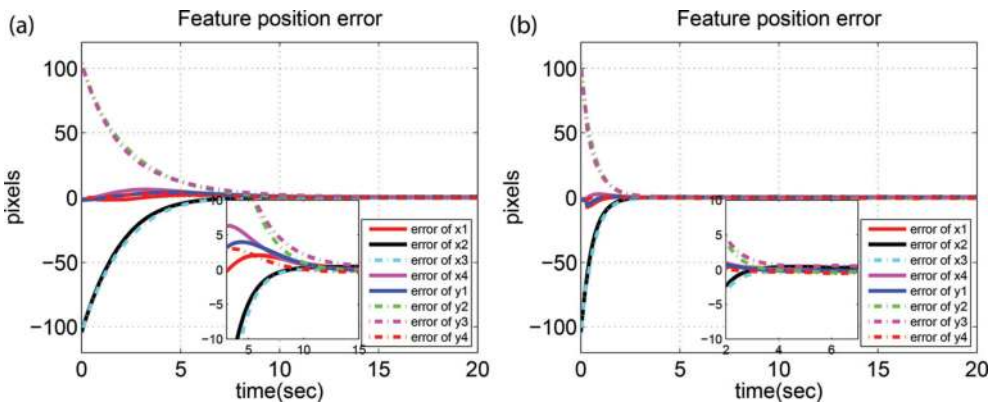 (a)
Feature position error
100
50
0
−50
−100
pixels
0
5
10
15
20
time(sec)
10
5
0
−5
−10
5
10
15
error of x1
error of x2
error of x3
error of x4
error of y1
error of y2
error of y3
error of y4
(b)
Feature position error
100
50
0
−50
−100
pixels
0
5
10
15
20
time(sec)
10
5
0
−5
−10
2
4
6
error of x1
error of x2
error of x3
error of x4
error of y1
error of y2
error of y3
error of y4